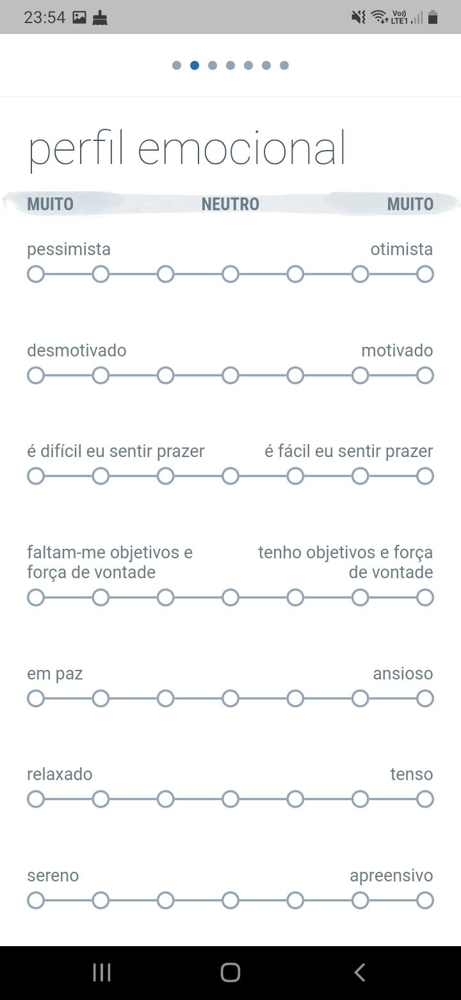 23:54
Vo))
LTE1
perfil emocional
MUITO NEUTRO MUITO
pessimista otimista
desmotivado motivado
é difícil eu sentir prazer é fácil eu sentir prazer
faltam-me objetivos e tenho objetivos e força
força de vontade de vontade
em paz ansioso
relaxado tenso
sereno apreensivo